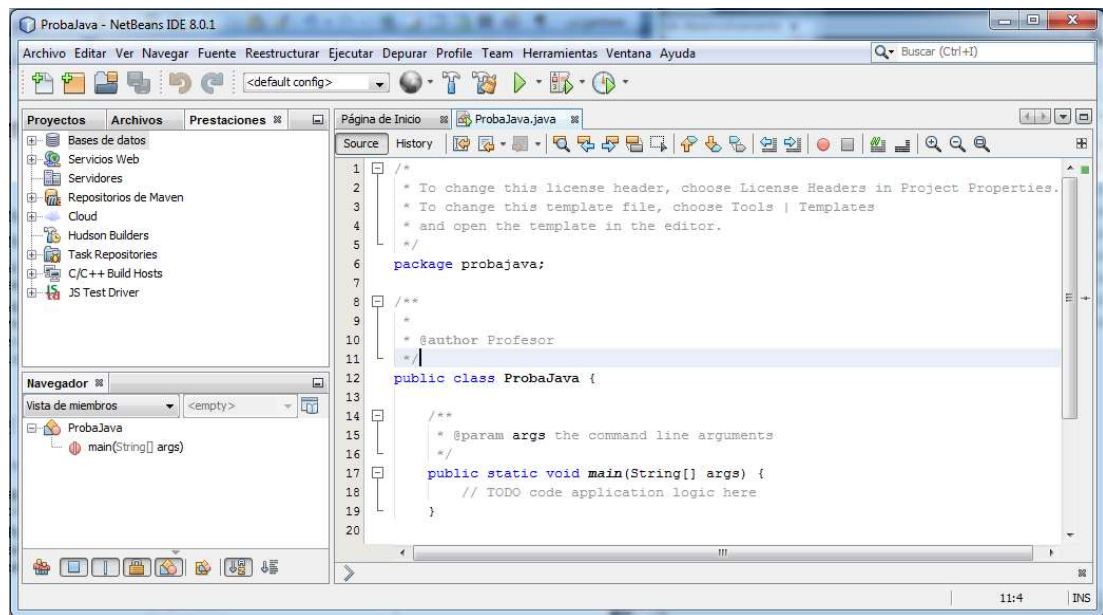 ProbaJava - NetBeans IDE 8.0.1
Archivo Editar Ver Navegar Fuente Reestructurar Ejecutar Depurar Profile Team Herramientas Ventana Ayuda
Buscar (Ctrl+I)
<default config>
Proyectos Archivos Prestaciones
Bases de datos
Servicios Web
Servidores
Repositorios de Maven
Cloud
Hudson Builders
Task Repositories
C/C++ Build Hosts
JS Test Driver
Navegador
Vista de miembros <empty>
ProbaJava
main(String[] args)
Página de Inicio ProbaJava.java
Source History
1 /*
2 * To change this license header, choose License Headers in Project Properties.
3 * To change this template file, choose Tools | Templates
4 * and open the template in the editor.
5 */
6 package probajava;
7
8 /**
9 *
10 * @author Profesor
11 */
12 public class ProbaJava {
13
14 /**
15 * @param args the command line arguments
16 */
17 public static void main(String[] args) {
18 // TODO code application logic here
19 }
20
11:4 INS